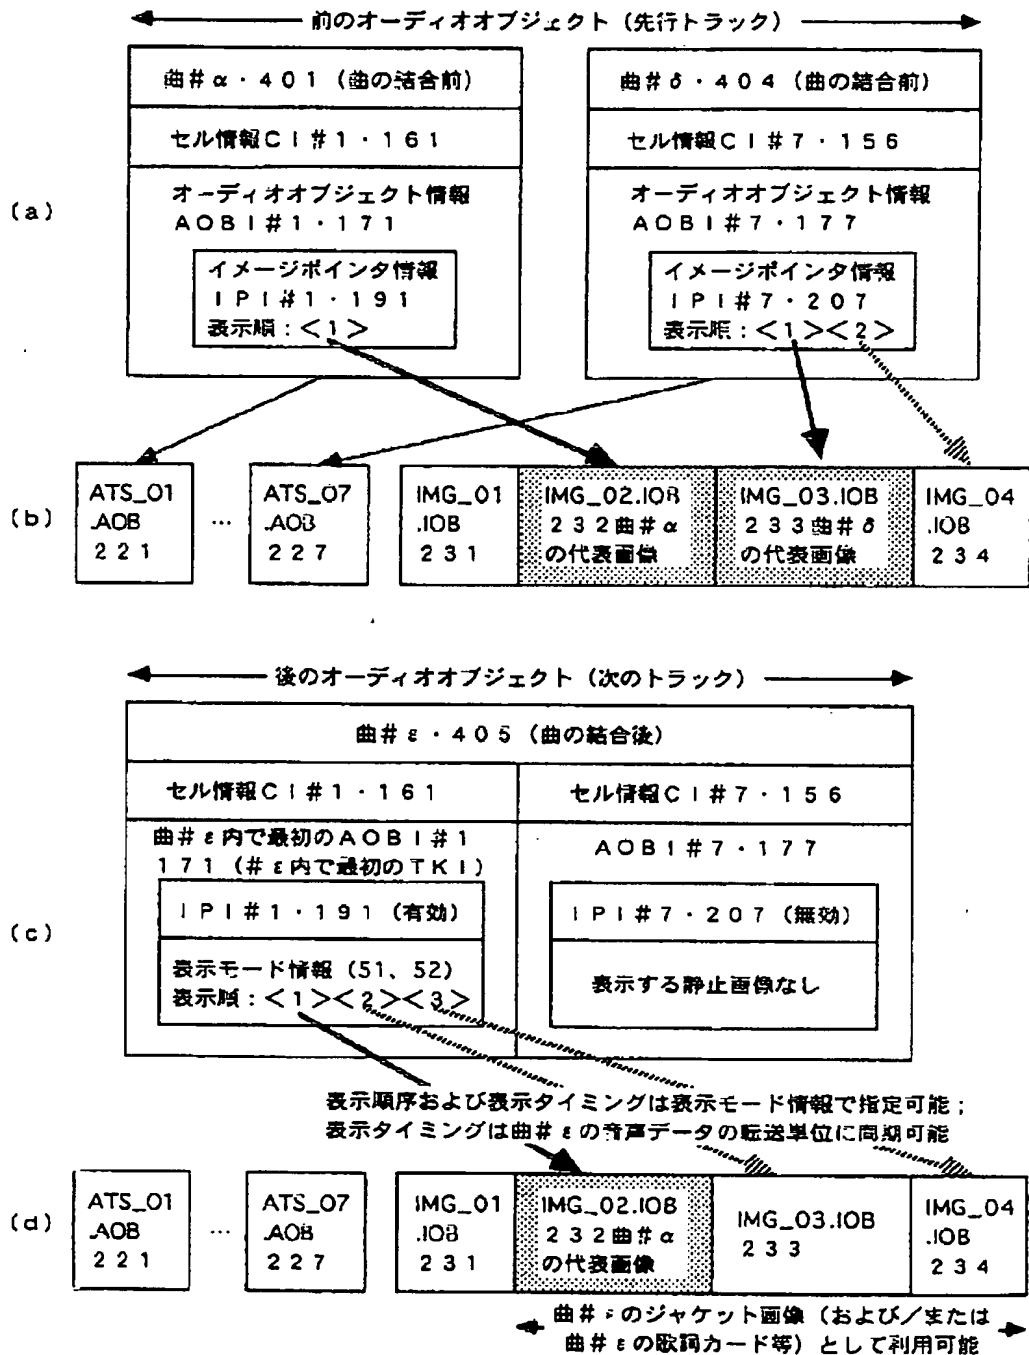 前のオーディオオブジェクト（先行トラック）
曲＃α・４０１（曲の結合前）
セル情報ＣＩ＃１・１６１
オーディオオブジェクト情報
ＡＯＢＩ＃１・１７１
イメージポインタ情報
ＩＰＩ＃１・１９１
表示順：＜１＞
曲＃δ・４０４（曲の結合前）
セル情報ＣＩ＃７・１５６
オーディオオブジェクト情報
ＡＯＢＩ＃７・１７７
イメージポインタ情報
ＩＰＩ＃７・２０７
表示順：＜１＞＜２＞
（a）
（b）
ATS_01
.AOB
２２１
…
ATS_07
.AOB
２２７
IMG_01
.IOB
２３１
IMG_02.IOB
２３２曲＃α
の代表画像
IMG_03.IOB
２３３曲＃δ
の代表画像
IMG_04
.IOB
２３４
後のオーディオオブジェクト（次のトラック）
曲＃ε・４０５（曲の結合後）
セル情報ＣＩ＃１・１６１
セル情報ＣＩ＃７・１５６
曲＃ε内で最初のＡＯＢＩ＃１
１７１（＃ε内で最初のＴＫＩ）
ＩＰＩ＃１・１９１（有効）
表示モード情報（51、52）
表示順：＜１＞＜２＞＜３＞
ＡＯＢＩ＃７・１７７
ＩＰＩ＃７・２０７（無効）
表示する静止画像なし
（c）
表示順序および表示タイミングは表示モード情報で指定可能；
表示タイミングは曲＃εの音声データの転送単位に同期可能
（d）
ATS_01
.AOB
２２１
…
ATS_07
.AOB
２２７
IMG_01
.IOB
２３１
IMG_02.IOB
２３２曲＃α
の代表画像
IMG_03.IOB
２３３
IMG_04
.IOB
２３４
曲＃εのジャケット画像（および／または
曲＃εの歌詞カード等）として利用可能